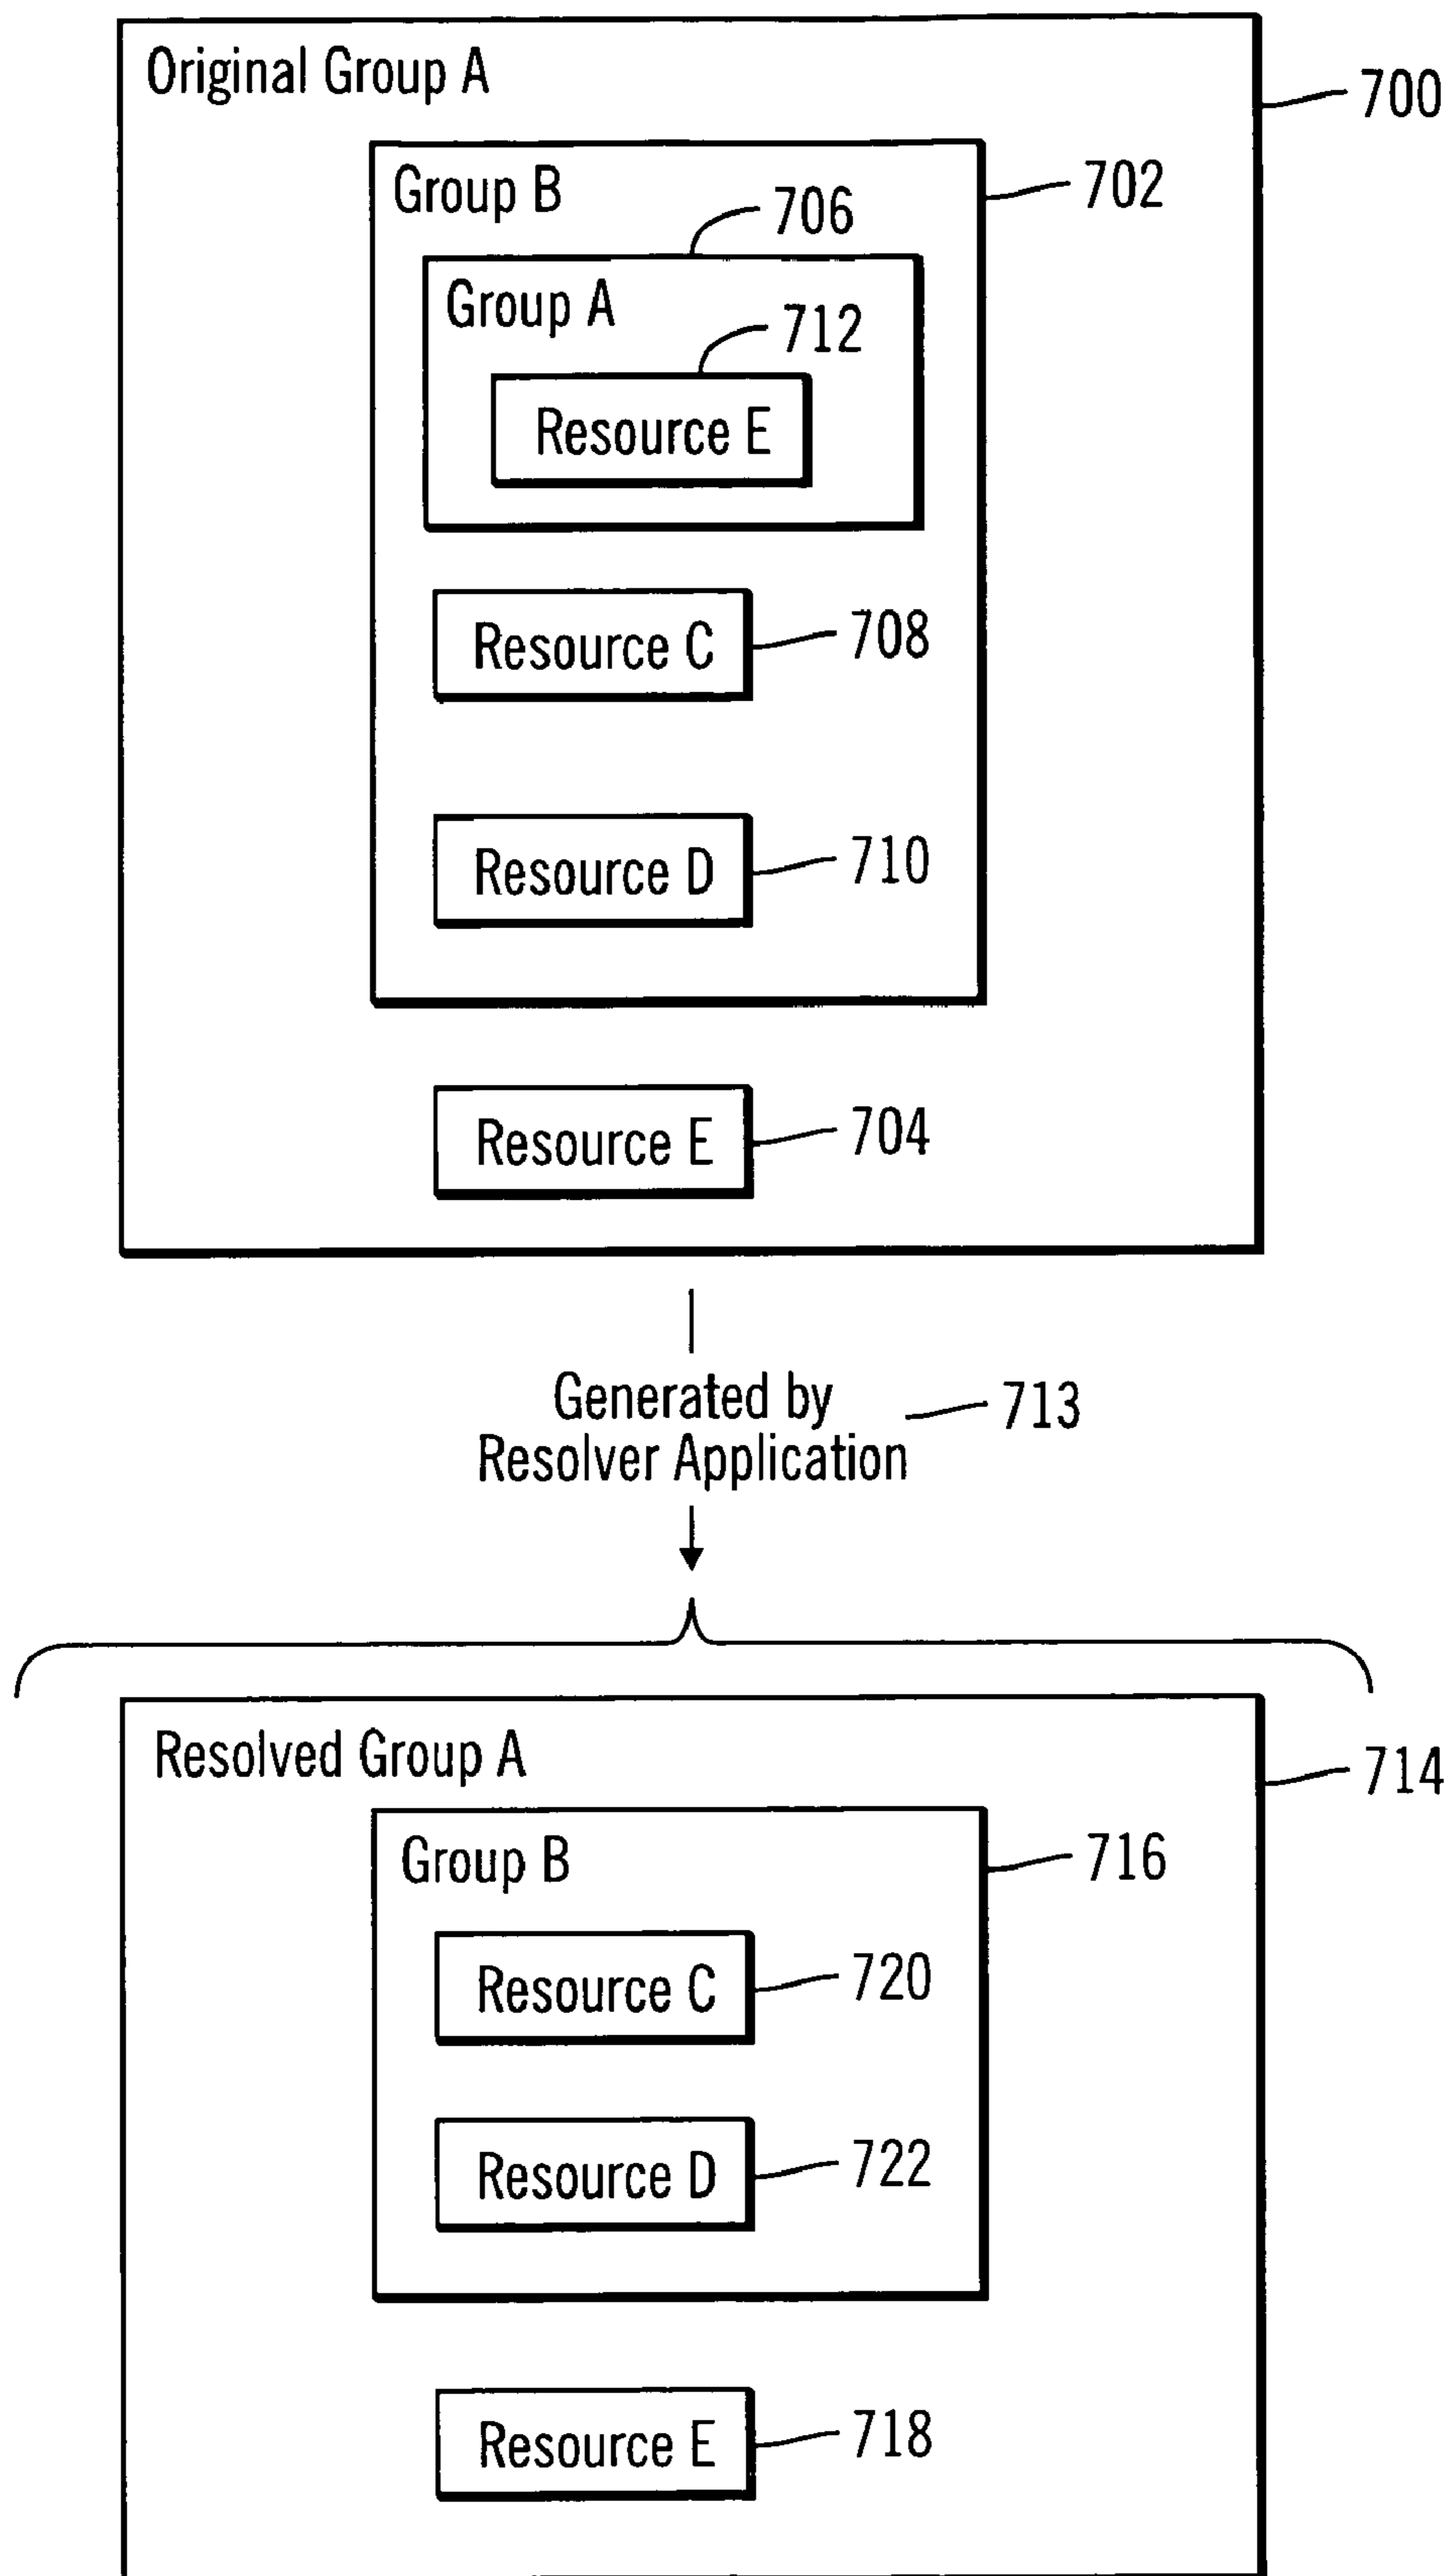 Original Group A
700
Group B
702
706
Group A
712
Resource E
Resource C
708
Resource D
710
Resource E
704
Generated by
Resolver Application
713
Resolved Group A
714
Group B
716
Resource C
720
Resource D
722
Resource E
718